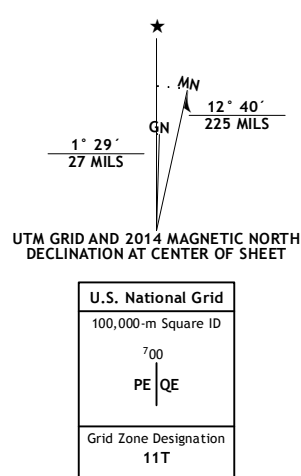 ★
MN
GN
12° 40´
225 MILS
1° 29´
27 MILS
UTM GRID AND 2014 MAGNETIC NORTH
DECLINATION AT CENTER OF SHEET
U.S. National Grid
100,000-m Square ID
⁷00
PE QE
Grid Zone Designation
11T